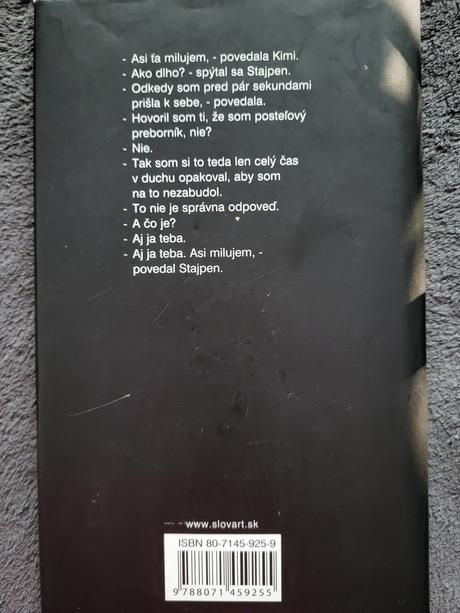 - Asi ťa milujem, - povedala Kimi.
- Ako dlho? - spýtal sa Stajpen.
- Odkedy som pred pár sekundami
prišla k sebe, - povedala.
- Hovoril som ti, že som posteľový
preborník, nie?
- Nie.
- Tak som si to teda len celý čas
v duchu opakoval, aby som
na to nezabudol.
- To nie je správna odpoveď.
- A čo je?
- Aj ja teba.
- Aj ja teba. Asi milujem, -
povedal Stajpen.
www.slovart.sk
ISBN 80-7145-925-9
9 788071 459255